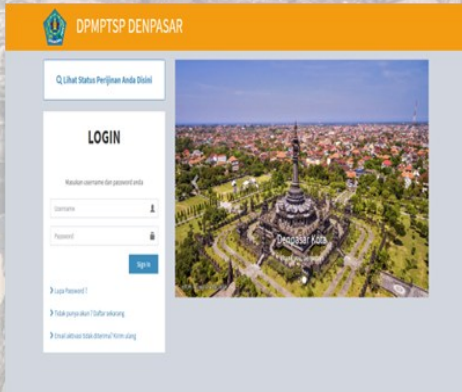 DPMPTSP DENPASAR
Lihat Status Perijinan Anda Disini
LOGIN
Masukan username dan password anda
Username
Password
Sign In
Lupa Password ?
Tidak punya akun ? Daftar sekarang
Email aktivasi tidak diterima? Kirim ulang
Denpasar Kota